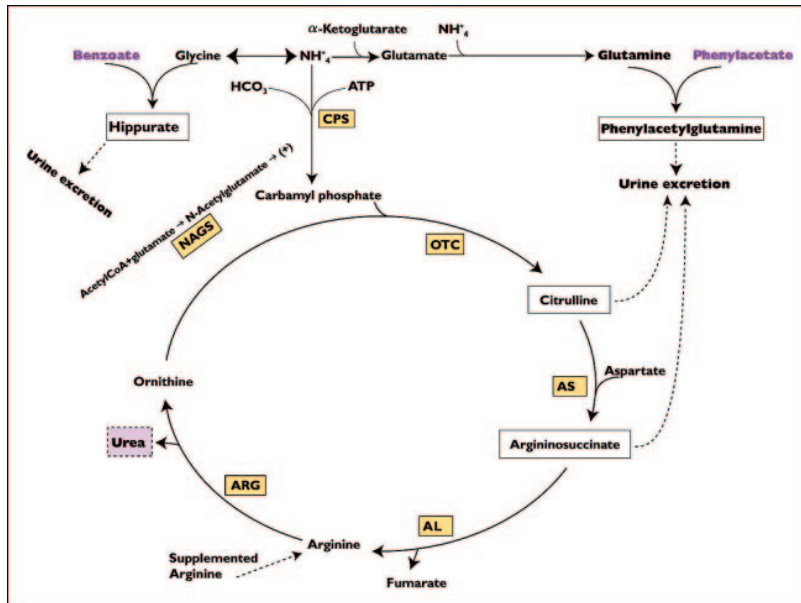 α-Ketoglutarate
NH⁺₄
Benzoate
Glycine
NH⁺₄
Glutamate
Glutamine
Phenylacetate
HCO₃
ATP
CPS
Hippurate
Phenylacetylglutamine
Urine excretion
Urine excretion
AcetylCoA+glutamate → N-Acetylglutamate → (+)
NAGS
Carbamyl phosphate
OTC
Citrulline
Ornithine
Aspartate
AS
Urea
Argininosuccinate
ARG
AL
Arginine
Supplemented
Arginine
Fumarate